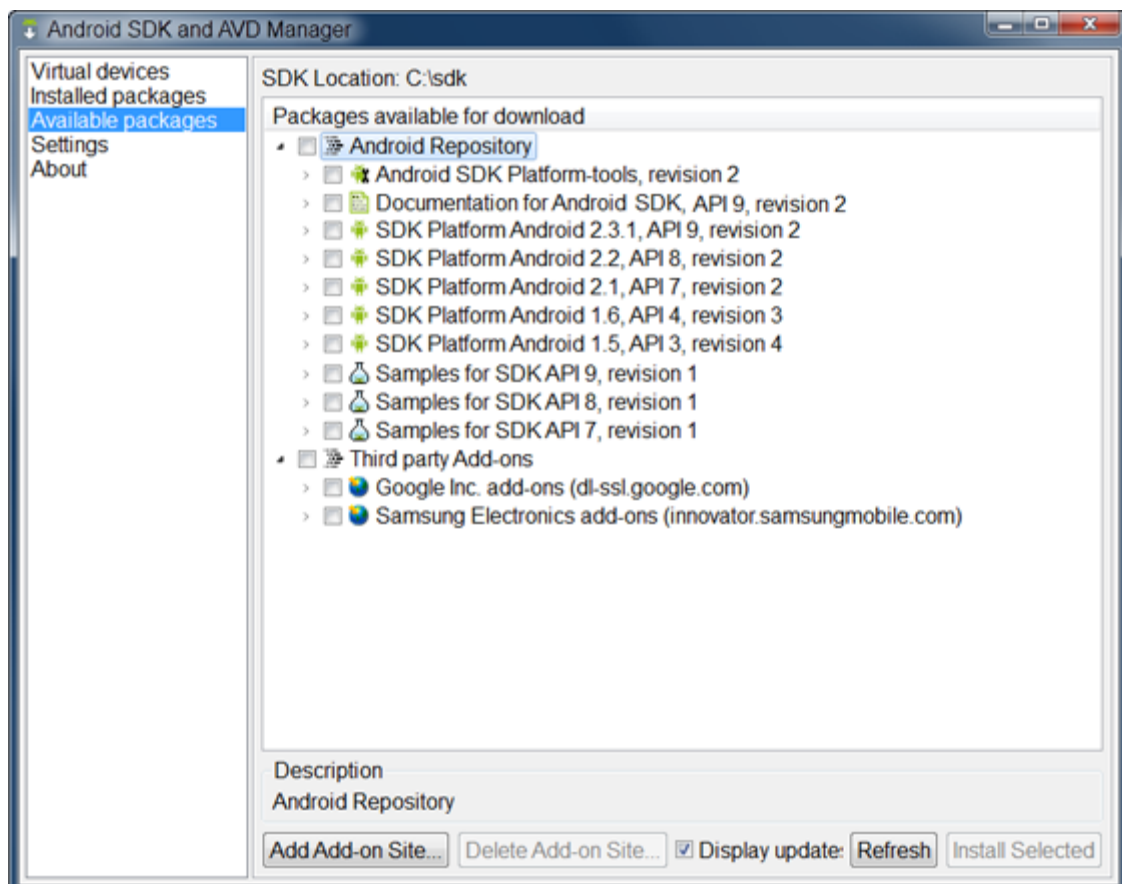 Android SDK and AVD Manager
Virtual devices
Installed packages
Available packages
Settings
About
SDK Location: C:\sdk
Packages available for download
Android Repository
Android SDK Platform-tools, revision 2
Documentation for Android SDK, API 9, revision 2
SDK Platform Android 2.3.1, API 9, revision 2
SDK Platform Android 2.2, API 8, revision 2
SDK Platform Android 2.1, API 7, revision 2
SDK Platform Android 1.6, API 4, revision 3
SDK Platform Android 1.5, API 3, revision 4
Samples for SDK API 9, revision 1
Samples for SDK API 8, revision 1
Samples for SDK API 7, revision 1
Third party Add-ons
Google Inc. add-ons (dl-ssl.google.com)
Samsung Electronics add-ons (innovator.samsungmobile.com)
Description
Android Repository
Add Add-on Site... Delete Add-on Site... Display update: Refresh Install Selected